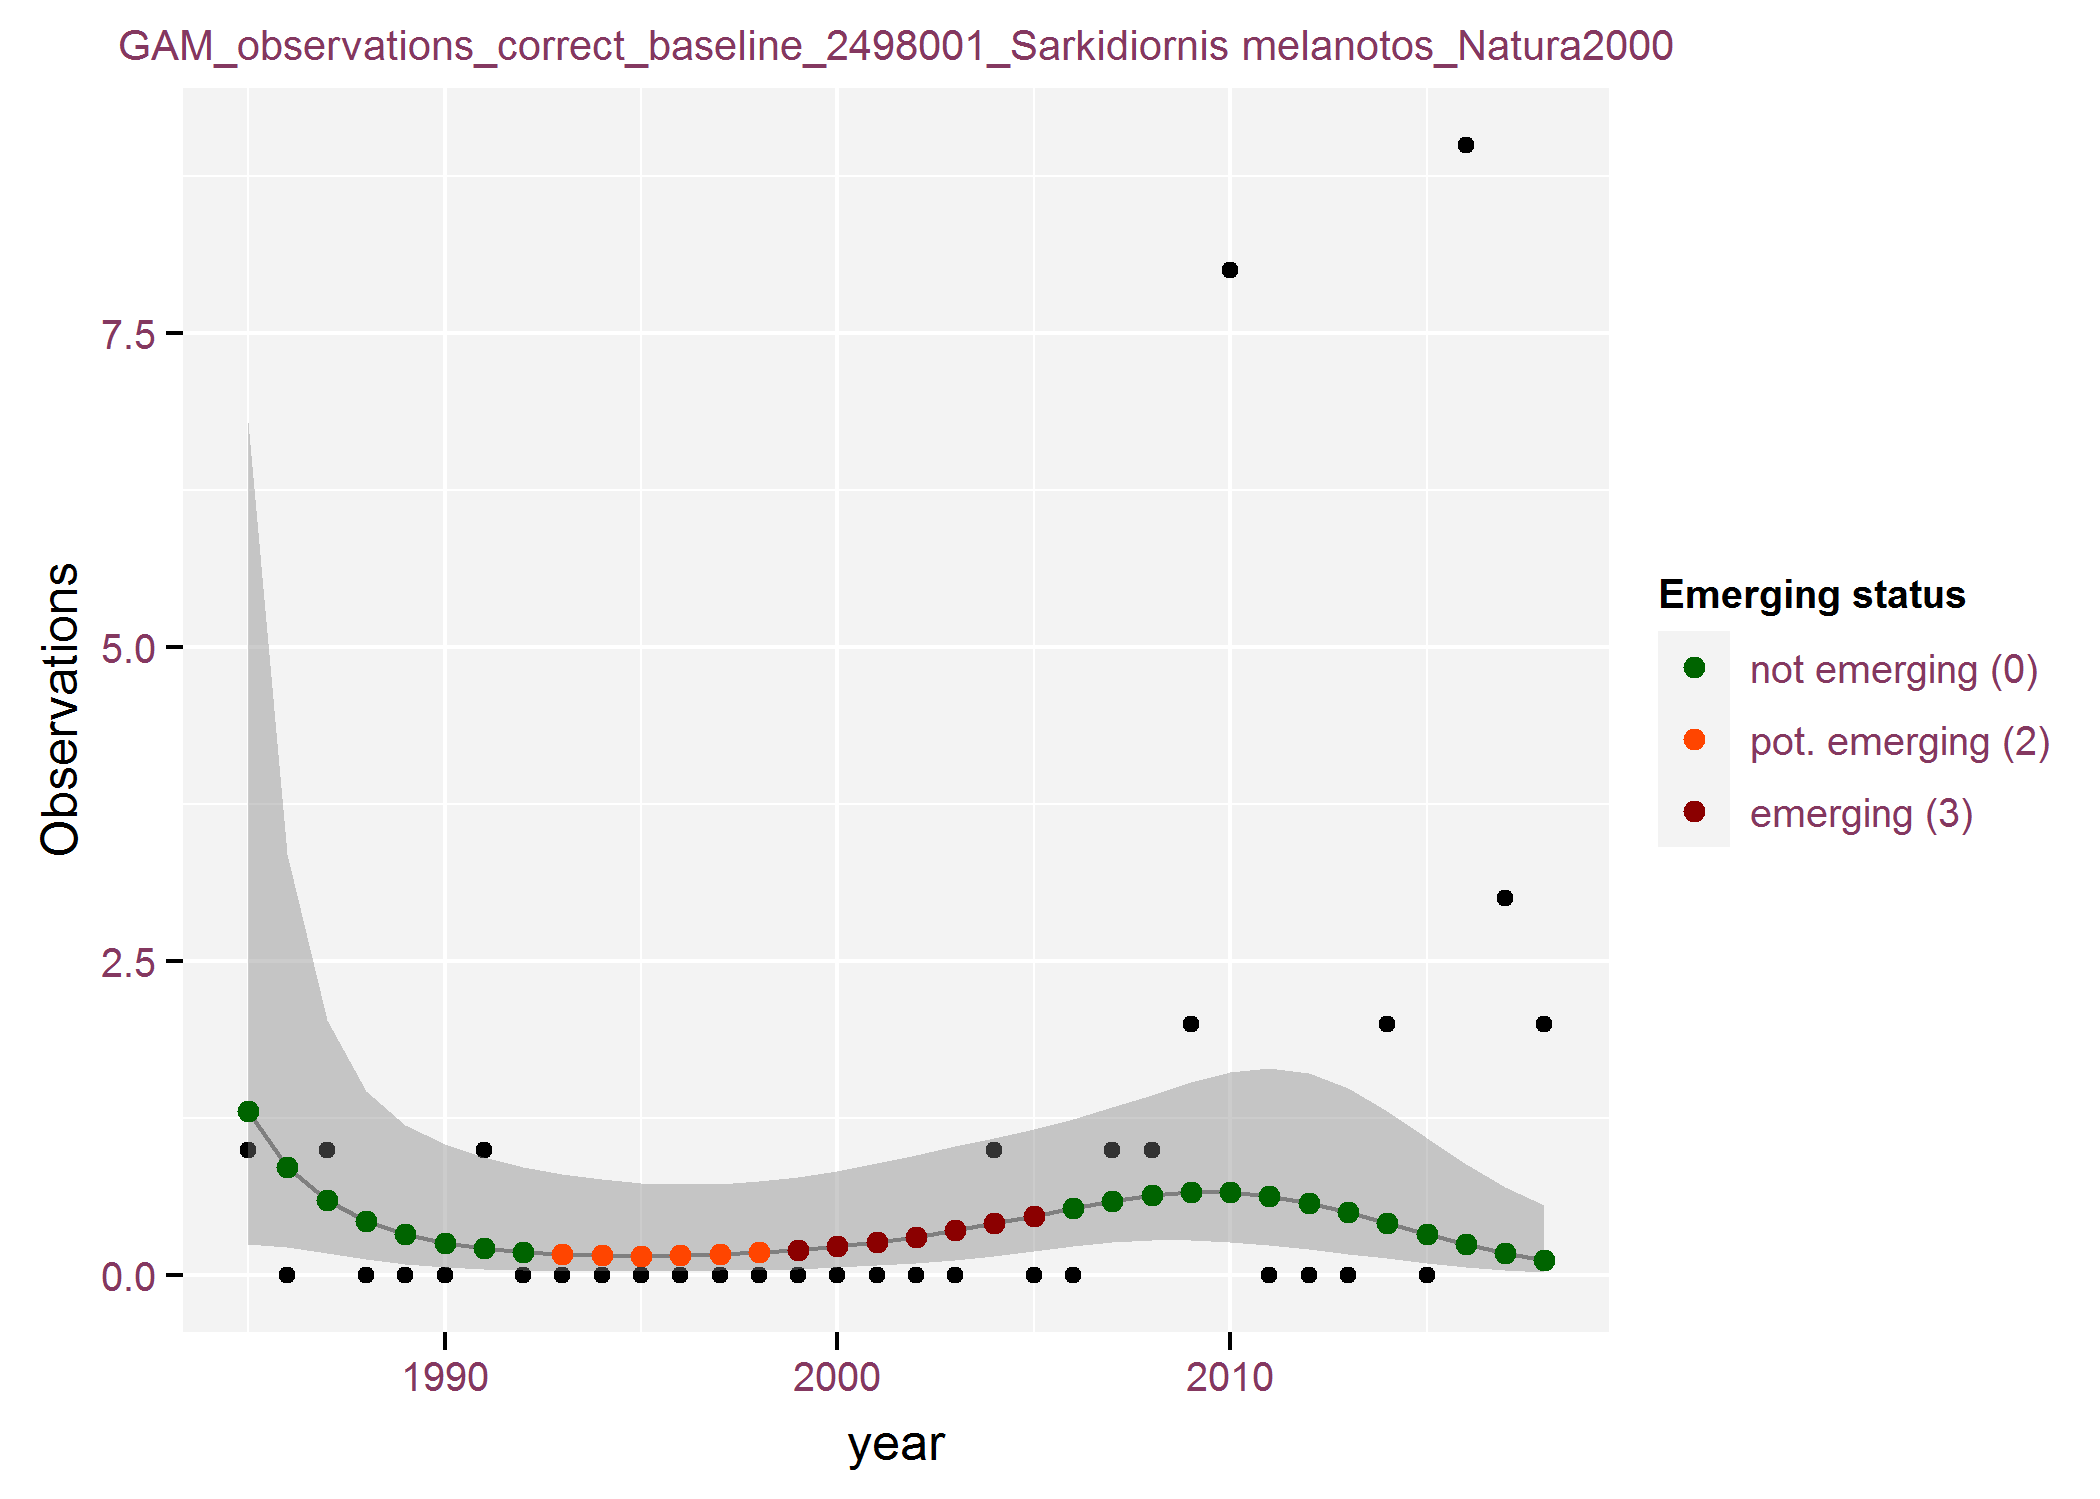 GAM_observations_correct_baseline_2498001_Sarkidiornis melanotos_Natura2000
Observations
7.5
5.0
2.5
0.0
1990
2000
2010
year
Emerging status
not emerging (0)
pot. emerging (2)
emerging (3)